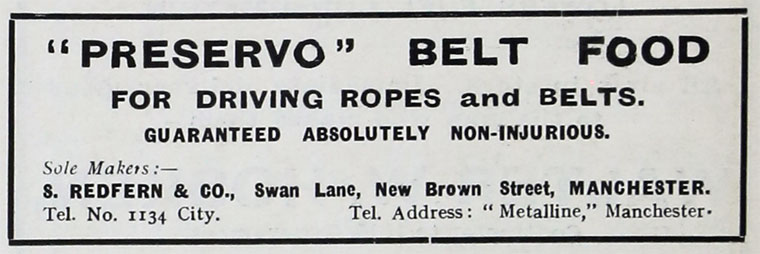 “PRESERVO” BELT FOOD
FOR DRIVING ROPES and BELTS.
GUARANTEED ABSOLUTELY NON-INJURIOUS.
Sole Makers:—
S. REDFERN & CO., Swan Lane, New Brown Street, MANCHESTER.
Tel. No. 1134 City. Tel. Address: “Metalline,” Manchester.